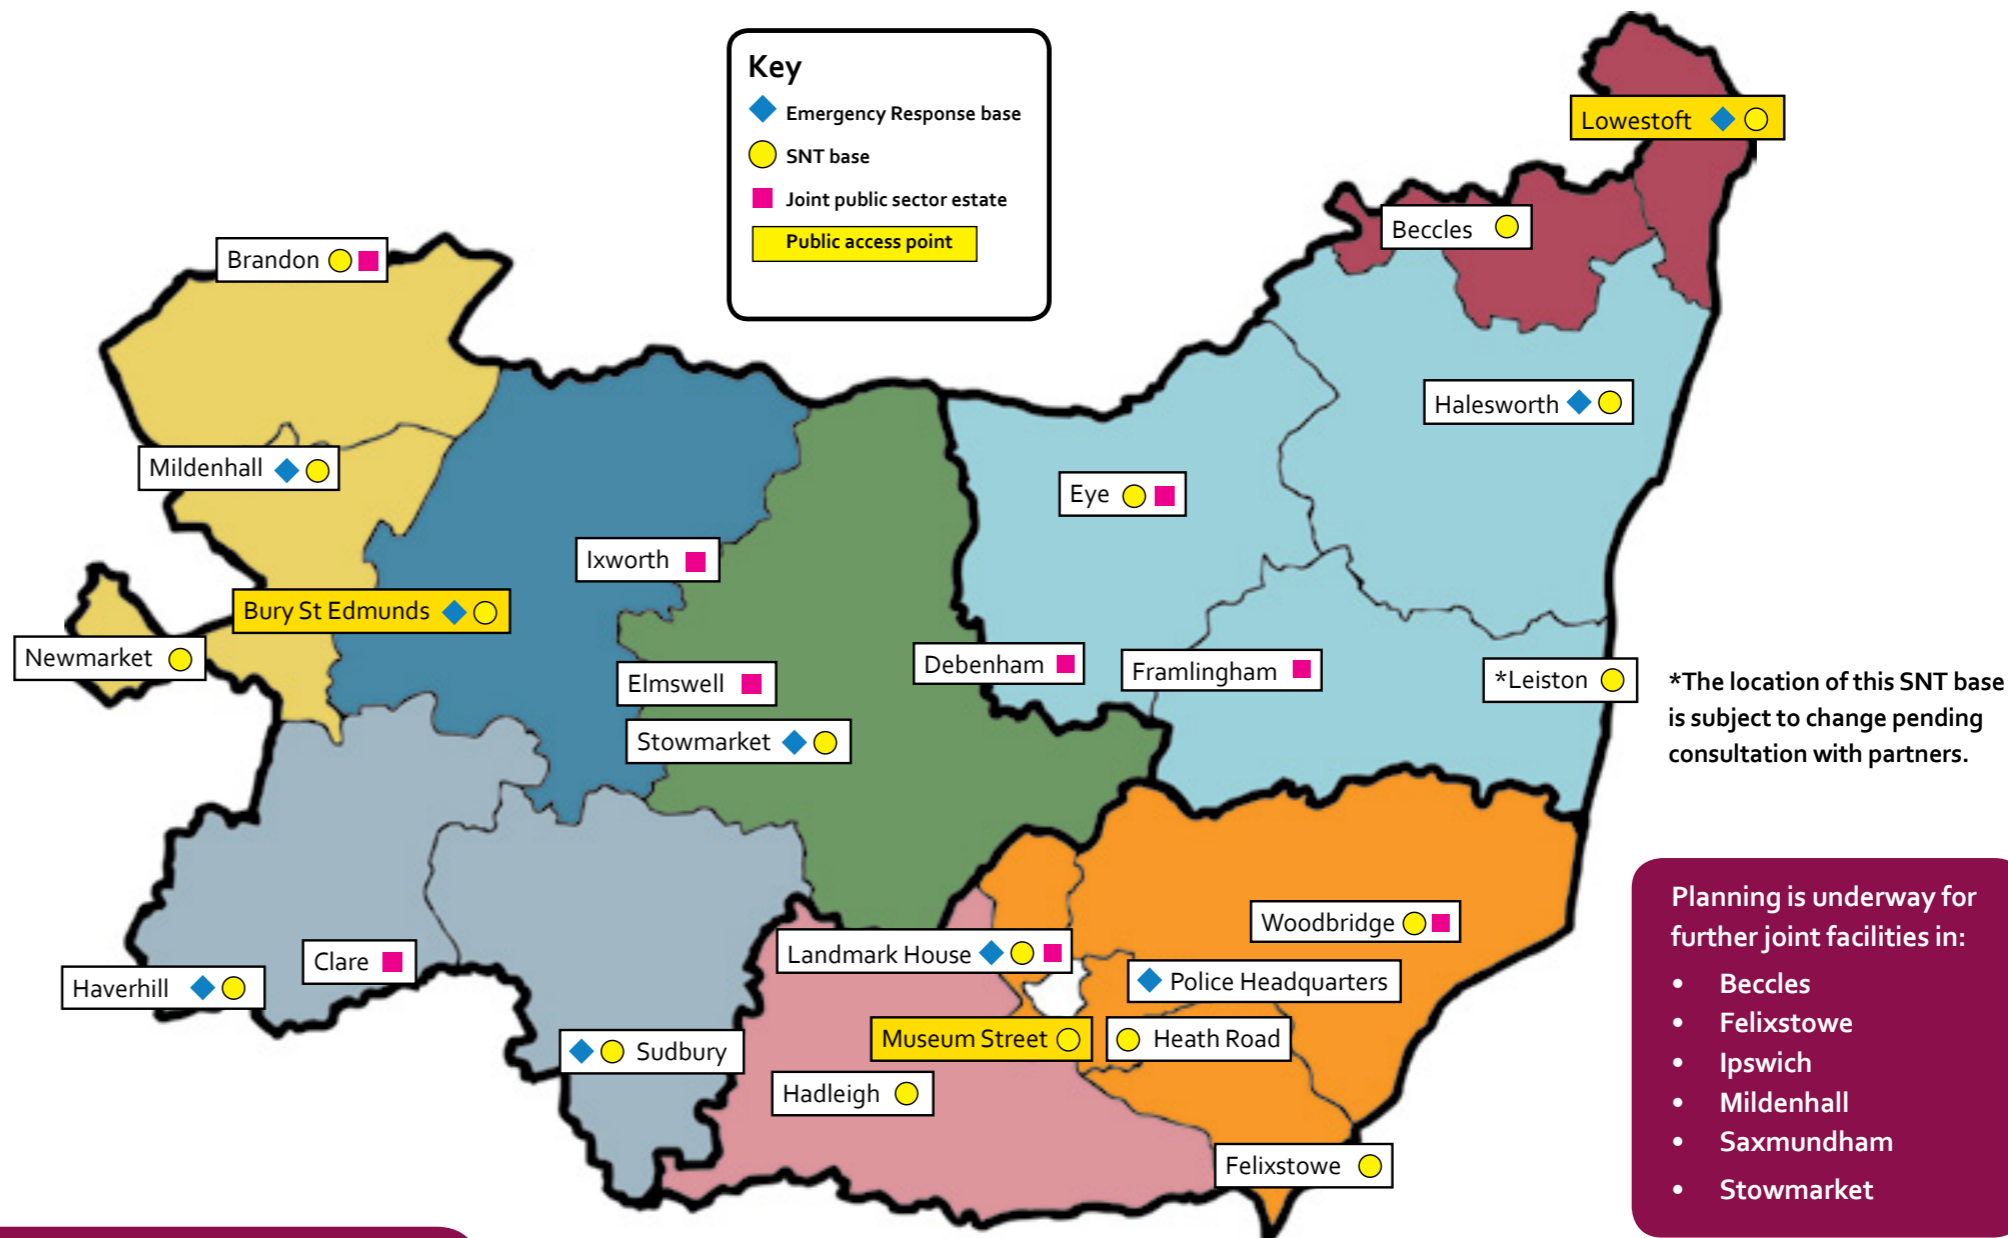 Key
Emergency Response base
SNT base
Joint public sector estate
Public access point
Lowestoft
Beccles
Brandon
Halesworth
Mildenhall
Eye
Ixworth
Bury St Edmunds
Newmarket
Debenham
Framlingham
*Leiston
Elmswell
Stowmarket
*The location of this SNT base
is subject to change pending
consultation with partners.
Woodbridge
Landmark House
Clare
Haverhill
Police Headquarters
Museum Street
Heath Road
Sudbury
Hadleigh
Felixstowe
Planning is underway for
further joint facilities in:
• Beccles
• Felixstowe
• Ipswich
• Mildenhall
• Saxmundham
• Stowmarket